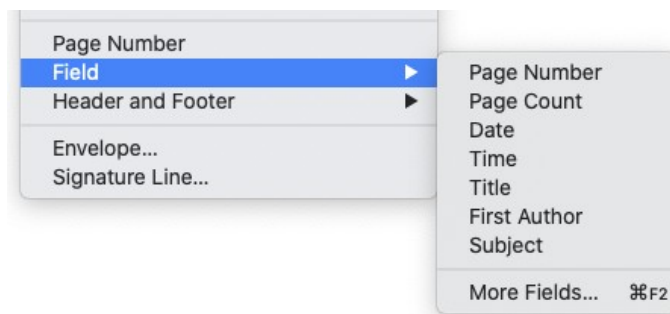 Page Number
Field ▶
Header and Footer ▶
Envelope...
Signature Line...
Page Number
Page Count
Date
Time
Title
First Author
Subject
More Fields... ⌘F2